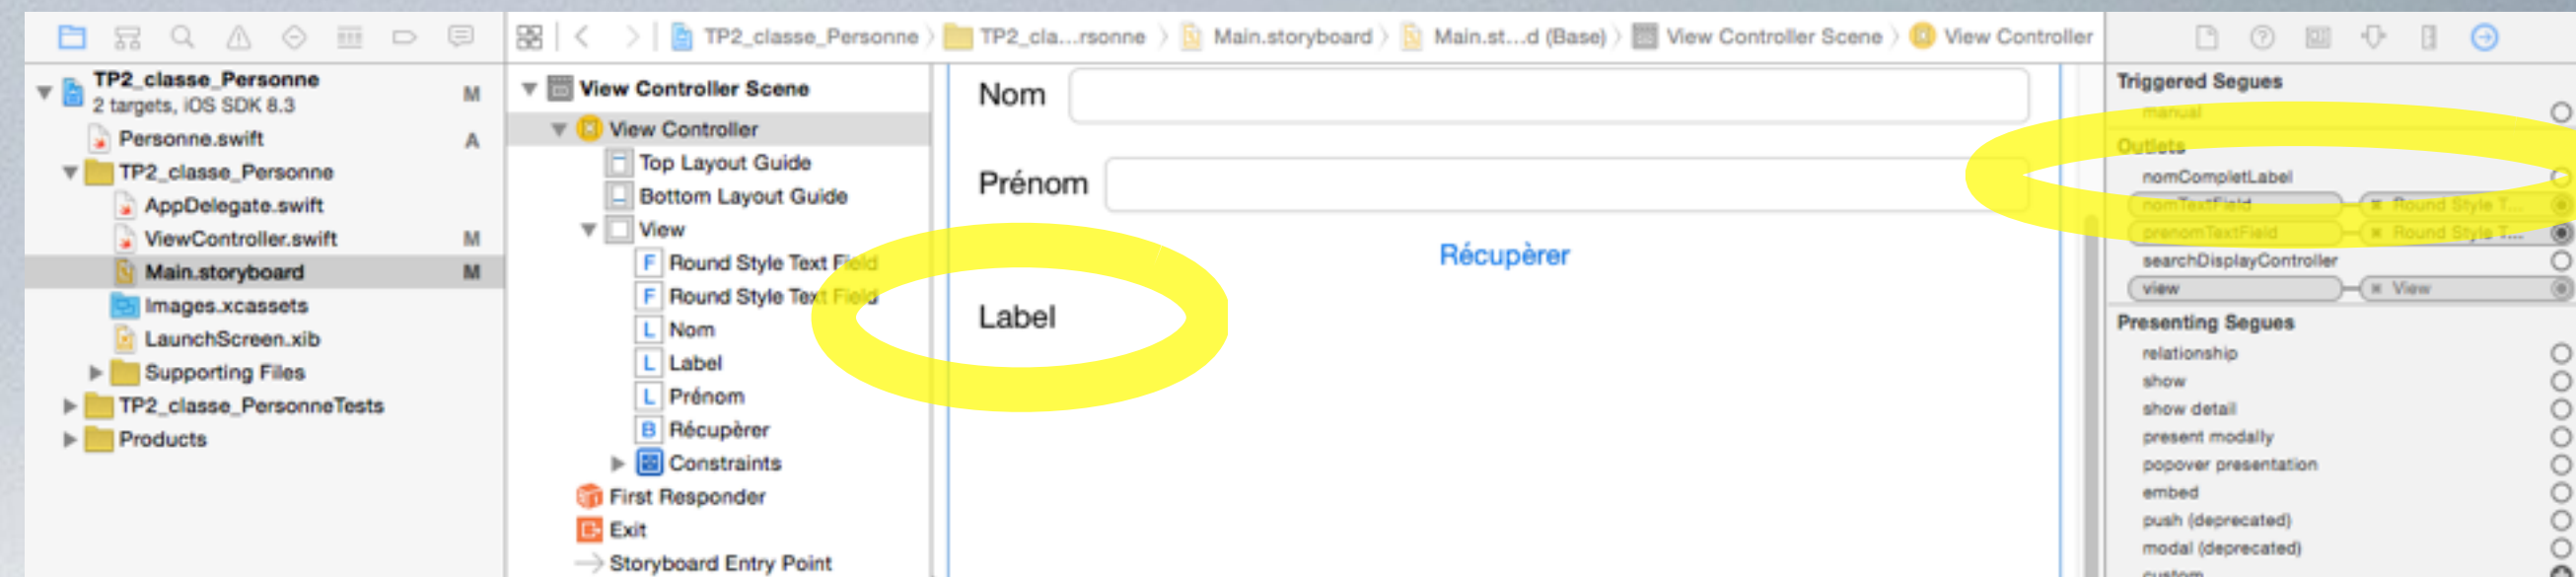 TP2_classe_Personne 〉 TP2_cla...rsonne 〉 Main.storyboard 〉 Main.st...d (Base) 〉 View Controller Scene 〉 View Controller
TP2_classe_Personne M
2 targets, iOS SDK 8.3
Personne.swift A
TP2_classe_Personne
AppDelegate.swift
ViewController.swift M
Main.storyboard M
Images.xcassets
LaunchScreen.xib
Supporting Files
TP2_classe_PersonneTests
Products
View Controller Scene
View Controller
Top Layout Guide
Bottom Layout Guide
View
F Round Style Text Field
F Round Style Text Field
L Nom
L Label
L Prénom
B Récupèrer
Constraints
First Responder
Exit
Storyboard Entry Point
Nom
Prénom
Récupèrer
Label
Triggered Segues
manual
Outlets
nomCompletLabel
nomTextField Round Style T...
prenomTextField Round Style T...
searchDisplayController
view View
Presenting Segues
relationship
show
show detail
present modally
popover presentation
embed
push (deprecated)
modal (deprecated)
custom